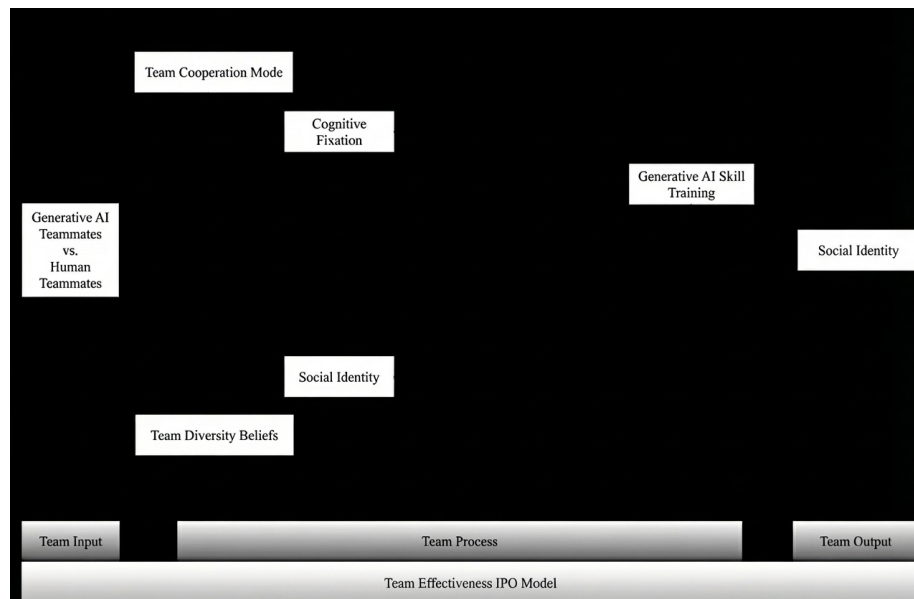 Team Cooperation Mode
Cognitive
Fixation
Generative AI Skill
Training
Generative AI
Teammates
vs.
Human
Teammates
Social Identity
Social Identity
Team Diversity Beliefs
Team Input
Team Process
Team Output
Team Effectiveness IPO Model